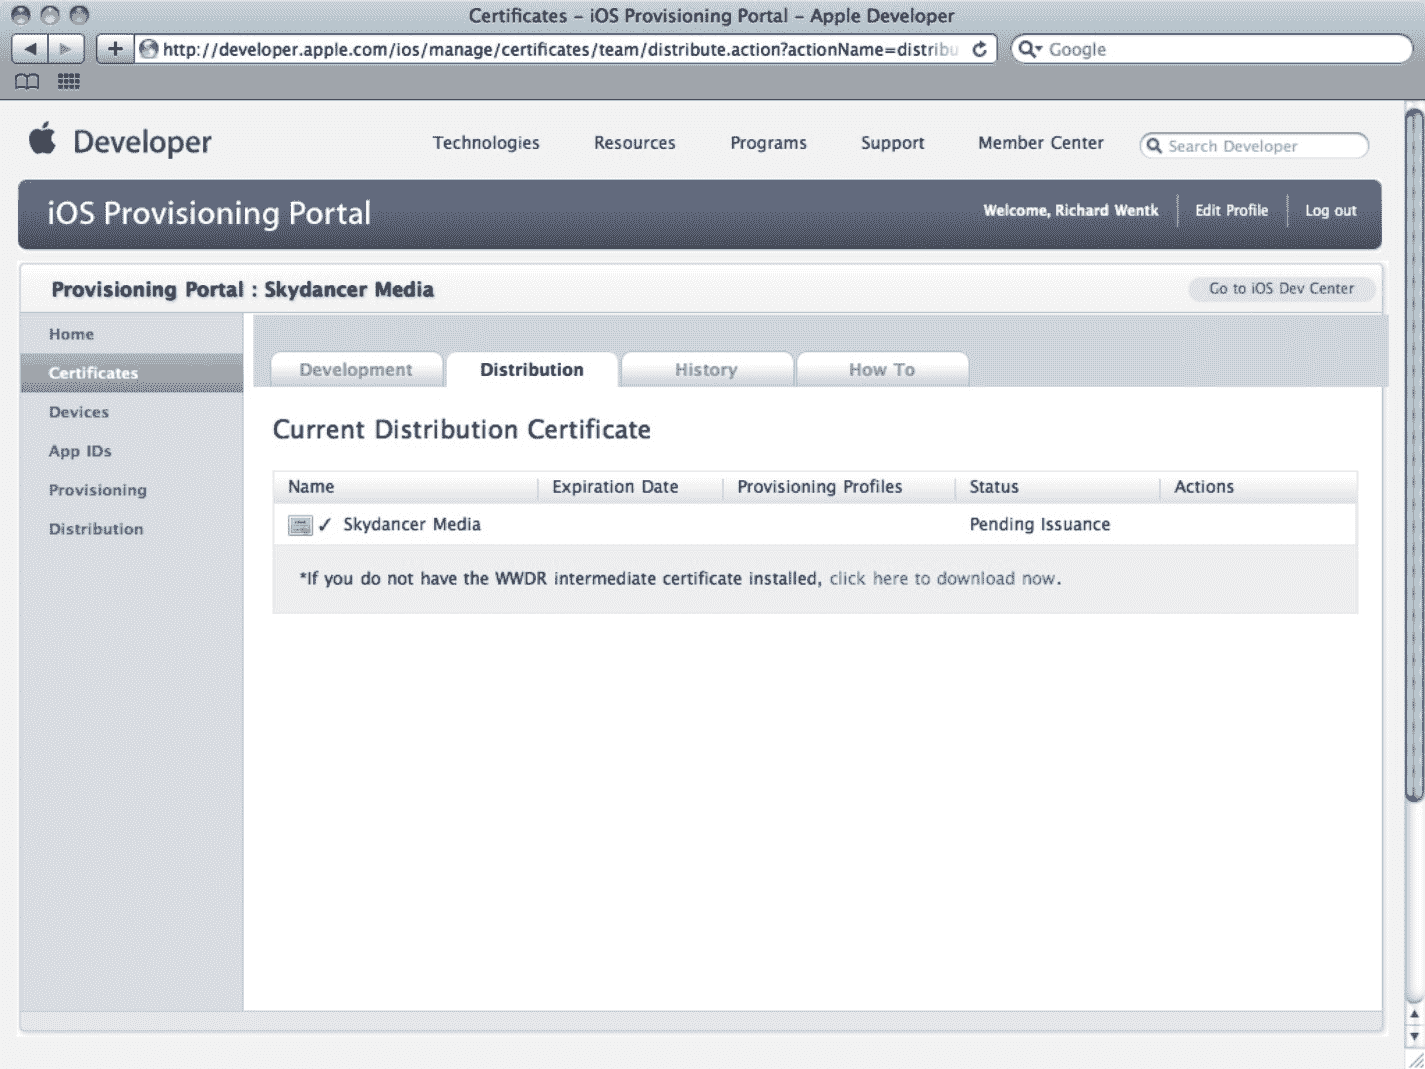 Certificates – iOS Provisioning Portal – Apple Developer
http://developer.apple.com/ios/manage/certificates/team/distribute.action?actionName=distribu
Google
Developer
Technologies Resources Programs Support Member Center Search Developer
iOS Provisioning Portal
Welcome, Richard Wentk Edit Profile Log out
Provisioning Portal : Skydancer Media
Go to iOS Dev Center
Home
Certificates
Devices
App IDs
Provisioning
Distribution
Development Distribution History How To
Current Distribution Certificate
Name Expiration Date Provisioning Profiles Status Actions
✓ Skydancer Media Pending Issuance
*If you do not have the WWDR intermediate certificate installed, click here to download now.